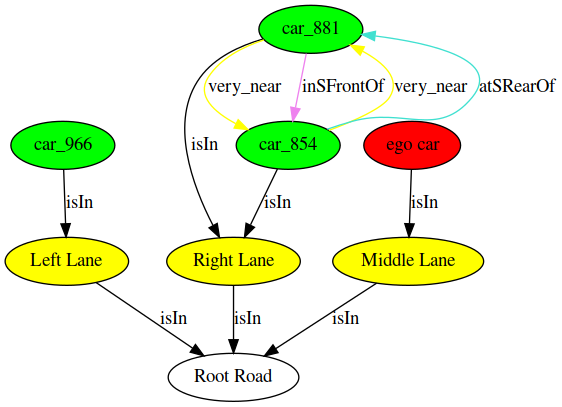 car_881
very_near
inSFrontOf
very_near
atSRearOf
car_966
isIn
car_854
ego car
isIn
isIn
isIn
Left Lane
Right Lane
Middle Lane
isIn
isIn
isIn
Root Road